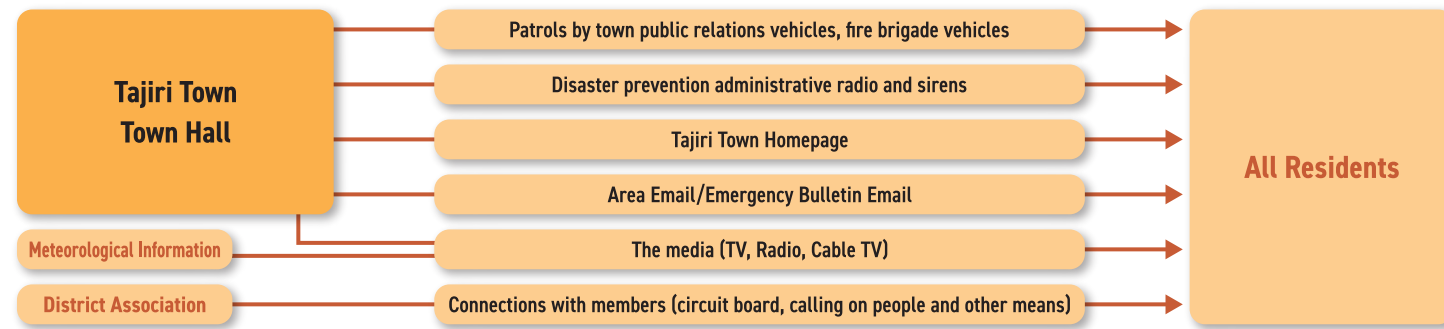 Tajiri Town
Town Hall
Patrols by town public relations vehicles, fire brigade vehicles
Disaster prevention administrative radio and sirens
Tajiri Town Homepage
Area Email/Emergency Bulletin Email
Meteorological Information
The media (TV, Radio, Cable TV)
District Association
Connections with members (circuit board, calling on people and other means)
All Residents